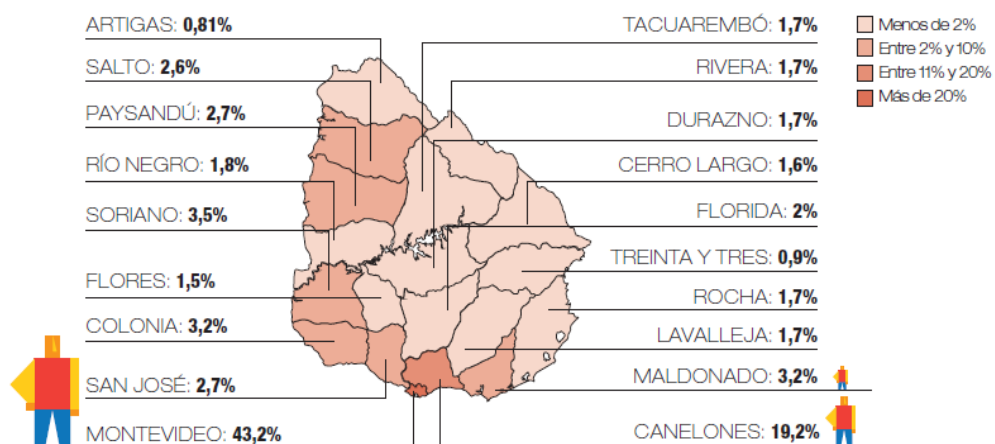 ARTIGAS: 0,81%
SALTO: 2,6%
PAYSANDÚ: 2,7%
RÍO NEGRO: 1,8%
SORIANO: 3,5%
FLORES: 1,5%
COLONIA: 3,2%
SAN JOSÉ: 2,7%
MONTEVIDEO: 43,2%
TACUAREMBÓ: 1,7%
RIVERA: 1,7%
DURAZNO: 1,7%
CERRO LARGO: 1,6%
FLORIDA: 2%
TREINTA Y TRES: 0,9%
ROCHA: 1,7%
LAVALLEJA: 1,7%
MALDONADO: 3,2%
CANELONES: 19,2%
Menos de 2%
Entre 2% y 10%
Entre 11% y 20%
Más de 20%